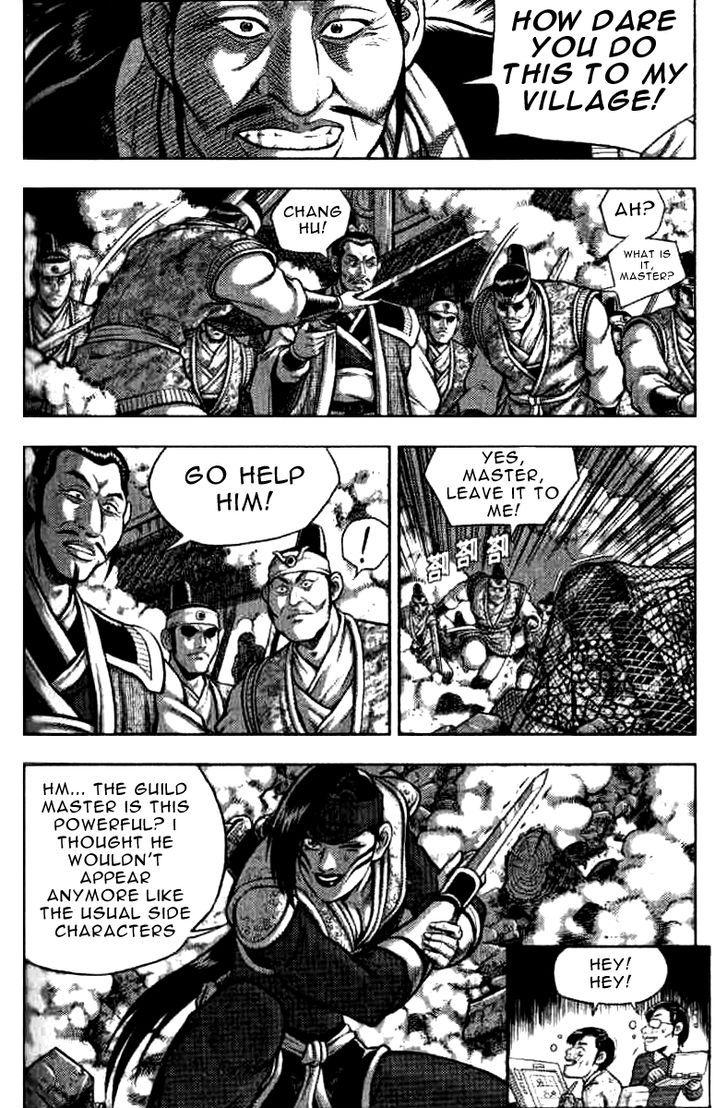 HOW DARE
YOU DO
THIS TO MY
VILLAGE!
CHANG
HU!
AH?
WHAT IS
IT,
MASTER?
GO HELP
HIM!
!
YES,
MASTER,
LEAVE IT TO
ME!
HM... THE GUILD
MASTER IS THIS
POWERFUL? I
THOUGHT HE
WOULDN'T
APPEAR
ANYMORE LIKE
THE USUAL SIDE
CHARACTERS
HEY!
HEY!